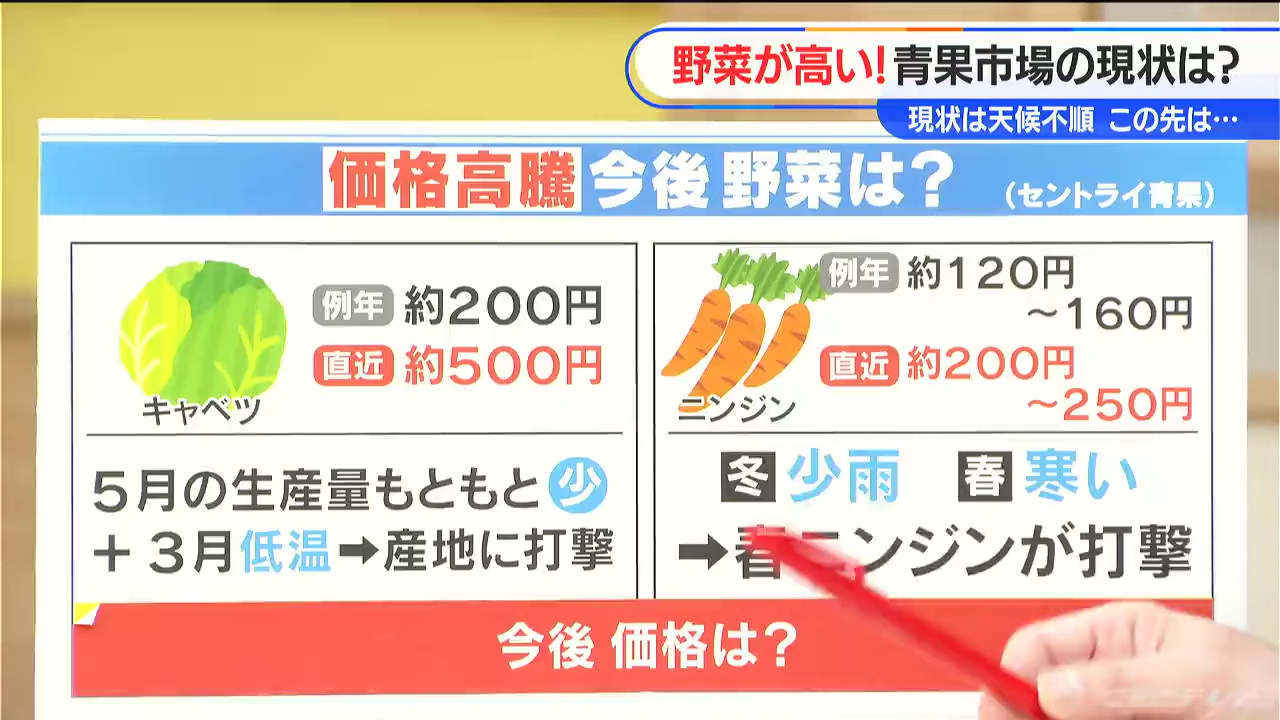 野菜が高い!青果市場の現状は?
現状は天候不順 この先は…
価格高騰 今後 野菜は?(セントライ青果)
キャベツ
例年 約200円
直近 約500円
5月の生産量もともと少
+3月低温➡産地に打撃
ニンジン
例年 約120円
~160円
直近 約200円
~250円
冬 少雨 春 寒い
➡春ニンジンが打撃
今後 価格は?